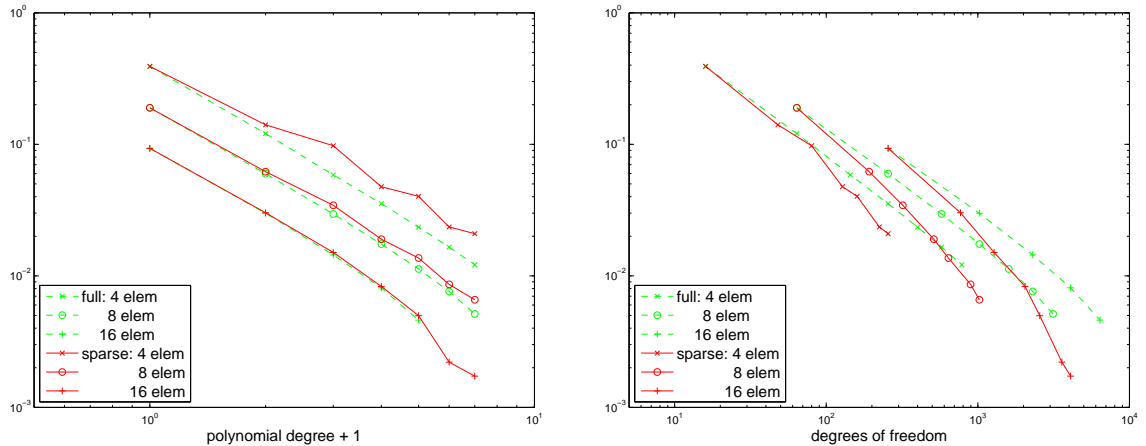 10^0
10^-1
10^-2
10^-3
10^0
10^1
polynomial degree + 1
full: 4 elem
8 elem
16 elem
sparse: 4 elem
8 elem
16 elem
10^0
10^-1
10^-2
10^-3
10^1
10^2
10^3
10^4
degrees of freedom
full: 4 elem
8 elem
16 elem
sparse: 4 elem
8 elem
16 elem